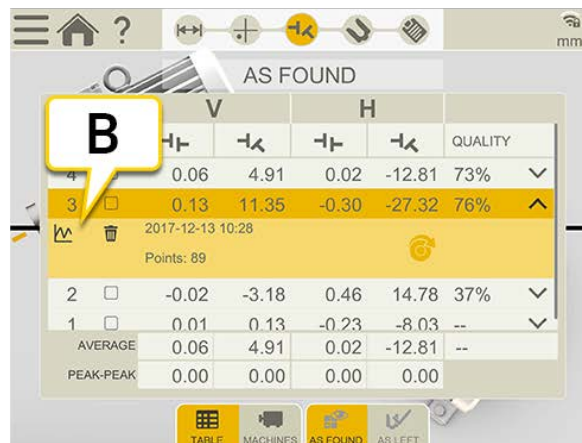 ?
mm
AS FOUND
V H
B
QUALITY
4 0.06 4.91 0.02 -12.81 73%
3 0.13 11.35 -0.30 -27.32 76%
2017-12-13 10:28
Points: 89
2 -0.02 -3.18 0.46 14.78 37%
1 0.01 0.13 -0.23 -8.03 --
AVERAGE 0.06 4.91 0.02 -12.81 --
PEAK-PEAK 0.00 0.00 0.00 0.00
TABLE MACHINES AS FOUND AS LEFT